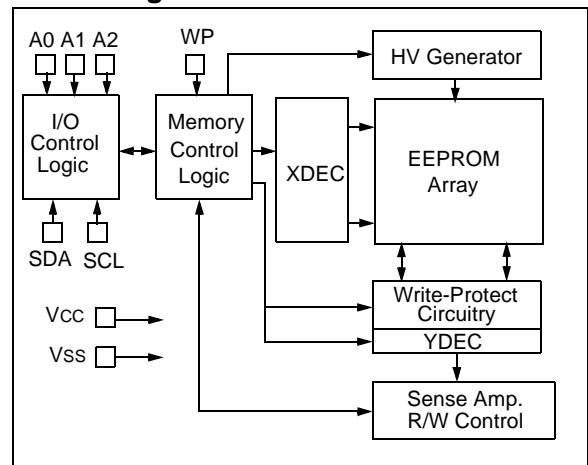 A0 A1 A2
WP
HV Generator
I/O
Control
Logic
Memory
Control
Logic
XDEC
EEPROM
Array
SDA
SCL
Write-Protect
Circuitry
YDEC
VCC
VSS
Sense Amp.
R/W Control